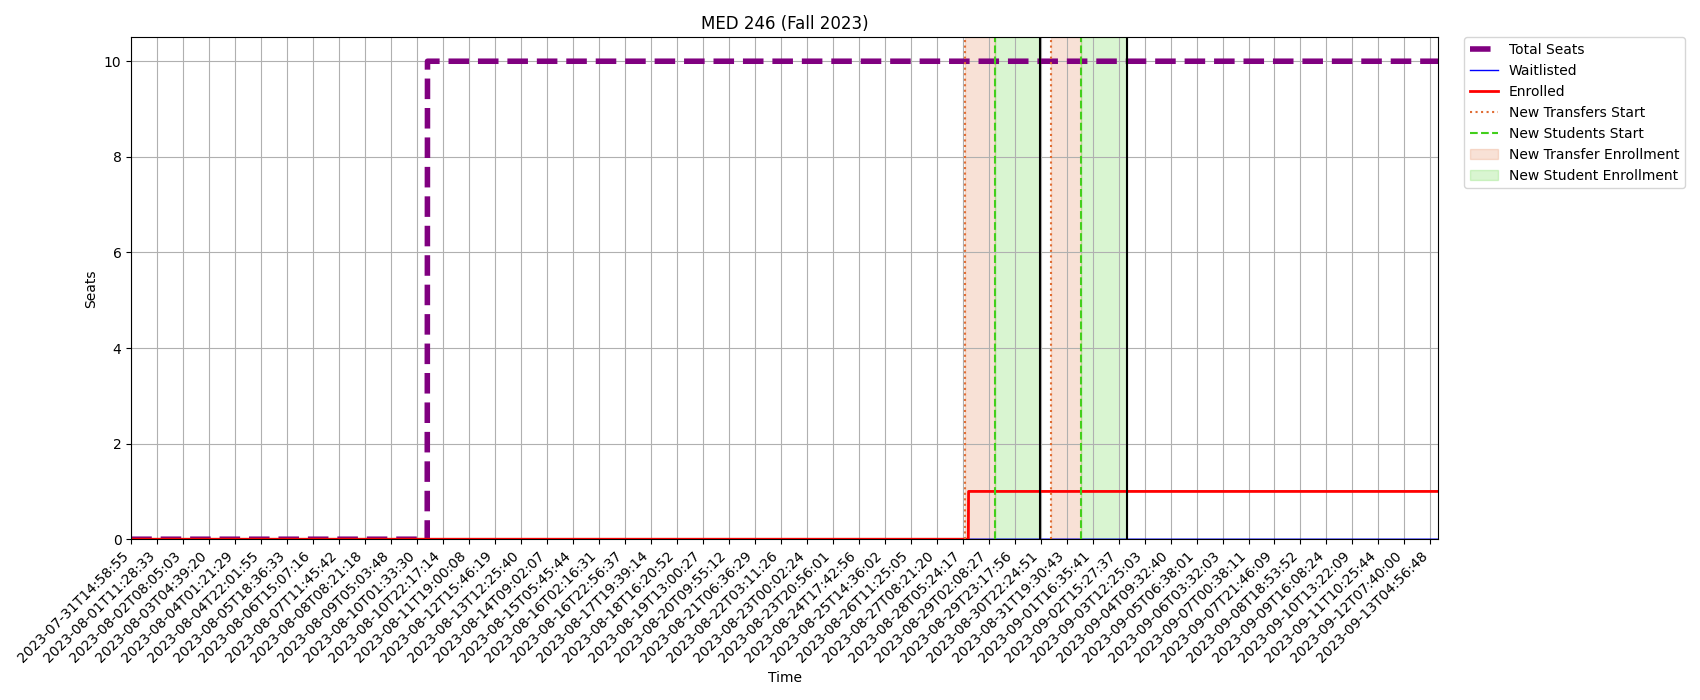 MED 246 (Fall 2023)
Total Seats
Waitlisted
Enrolled
New Transfers Start
New Students Start
New Transfer Enrollment
New Student Enrollment
10
8
6
4
2
0
Seats
2023-07-31T14:58:55
2023-08-01T11:28:33
2023-08-02T08:05:03
2023-08-03T04:39:20
2023-08-04T01:21:29
2023-08-04T22:01:55
2023-08-05T18:36:33
2023-08-06T15:07:16
2023-08-07T11:45:42
2023-08-08T08:21:18
2023-08-09T05:03:48
2023-08-10T01:33:30
2023-08-10T22:17:14
2023-08-11T19:00:08
2023-08-12T15:46:19
2023-08-13T12:25:40
2023-08-14T09:02:07
2023-08-15T05:45:44
2023-08-16T02:16:31
2023-08-16T22:56:37
2023-08-17T19:39:14
2023-08-18T16:20:52
2023-08-19T13:00:27
2023-08-20T09:55:12
2023-08-21T06:36:29
2023-08-22T03:11:26
2023-08-23T00:02:24
2023-08-23T20:56:01
2023-08-24T17:42:56
2023-08-25T14:36:02
2023-08-26T11:25:05
2023-08-27T08:21:20
2023-08-28T05:24:17
2023-08-29T02:08:27
2023-08-29T23:17:56
2023-08-30T22:24:51
2023-08-31T19:30:43
2023-09-01T16:35:41
2023-09-02T15:27:37
2023-09-03T12:25:03
2023-09-04T09:32:40
2023-09-05T06:38:01
2023-09-06T03:32:03
2023-09-07T00:38:11
2023-09-07T21:46:09
2023-09-08T18:53:52
2023-09-09T16:08:24
2023-09-10T13:22:09
2023-09-11T10:25:44
2023-09-12T07:40:00
2023-09-13T04:56:48
Time